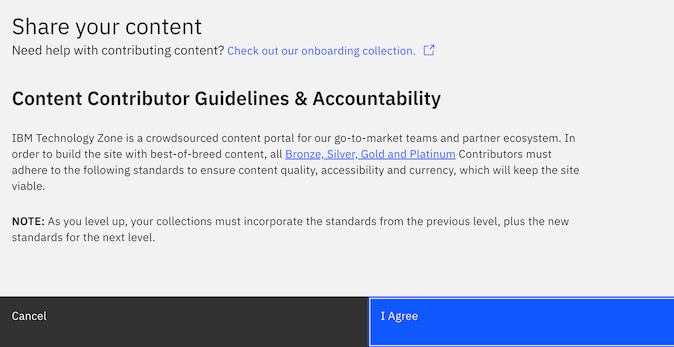 Share your content
Need help with contributing content? Check out our onboarding collection.
Content Contributor Guidelines & Accountability
IBM Technology Zone is a crowdsourced content portal for our go-to-market teams and partner ecosystem. In
order to build the site with best-of-breed content, all Bronze, Silver, Gold and Platinum Contributors must
adhere to the following standards to ensure content quality, accessibility and currency, which will keep the site
viable.
NOTE: As you level up, your collections must incorporate the standards from the previous level, plus the new
standards for the next level.
Cancel
I Agree